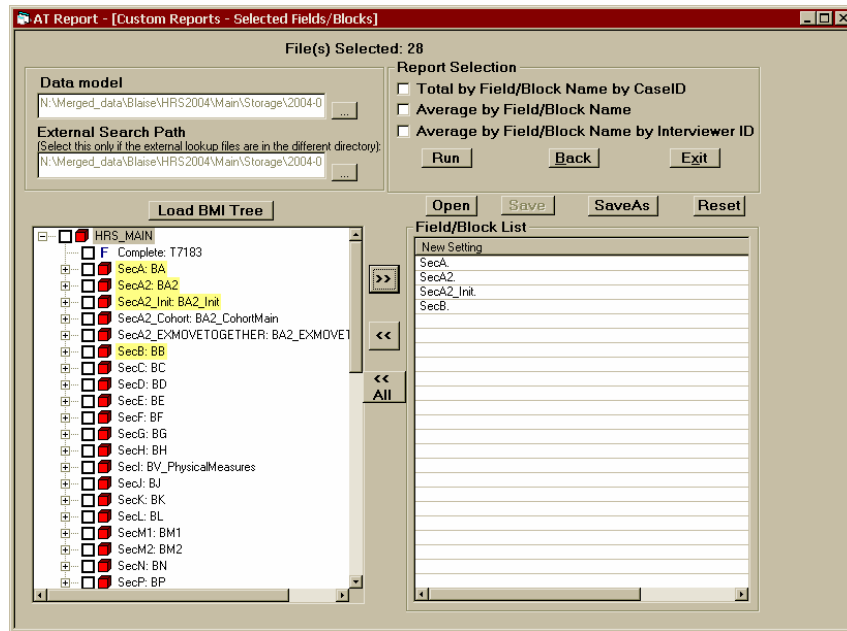 AT Report - [Custom Reports - Selected Fields/Blocks]
File(s) Selected: 28
Data model
N:\Merged_data\Blaise\HRS2004\Main\Storage\2004-0
...
External Search Path
(Select this only if the external lookup files are in the different directory):
N:\Merged_data\Blaise\HRS2004\Main\Storage\2004-0
...
Report Selection
Total by Field/Block Name by CaseID
Average by Field/Block Name
Average by Field/Block Name by Interviewer ID
Run Back Exit
Load BMI Tree
Open Save SaveAs Reset
HRS_MAIN
F Complete: T7183
SecA: BA
SecA2: BA2
SecA2_Init: BA2_Init
SecA2_Cohort: BA2_CohortMain
SecA2_EXMOVETOGETHER: BA2_EXMOVET
SecB: BB
SecC: BC
SecD: BD
SecE: BE
SecF: BF
SecG: BG
SecH: BH
SecI: BV_PhysicalMeasures
SecJ: BJ
SecK: BK
SecL: BL
SecM1: BM1
SecM2: BM2
SecN: BN
SecP: BP
>>
<<
<< All
Field/Block List
New Setting
SecA.
SecA2.
SecA2_Init.
SecB.